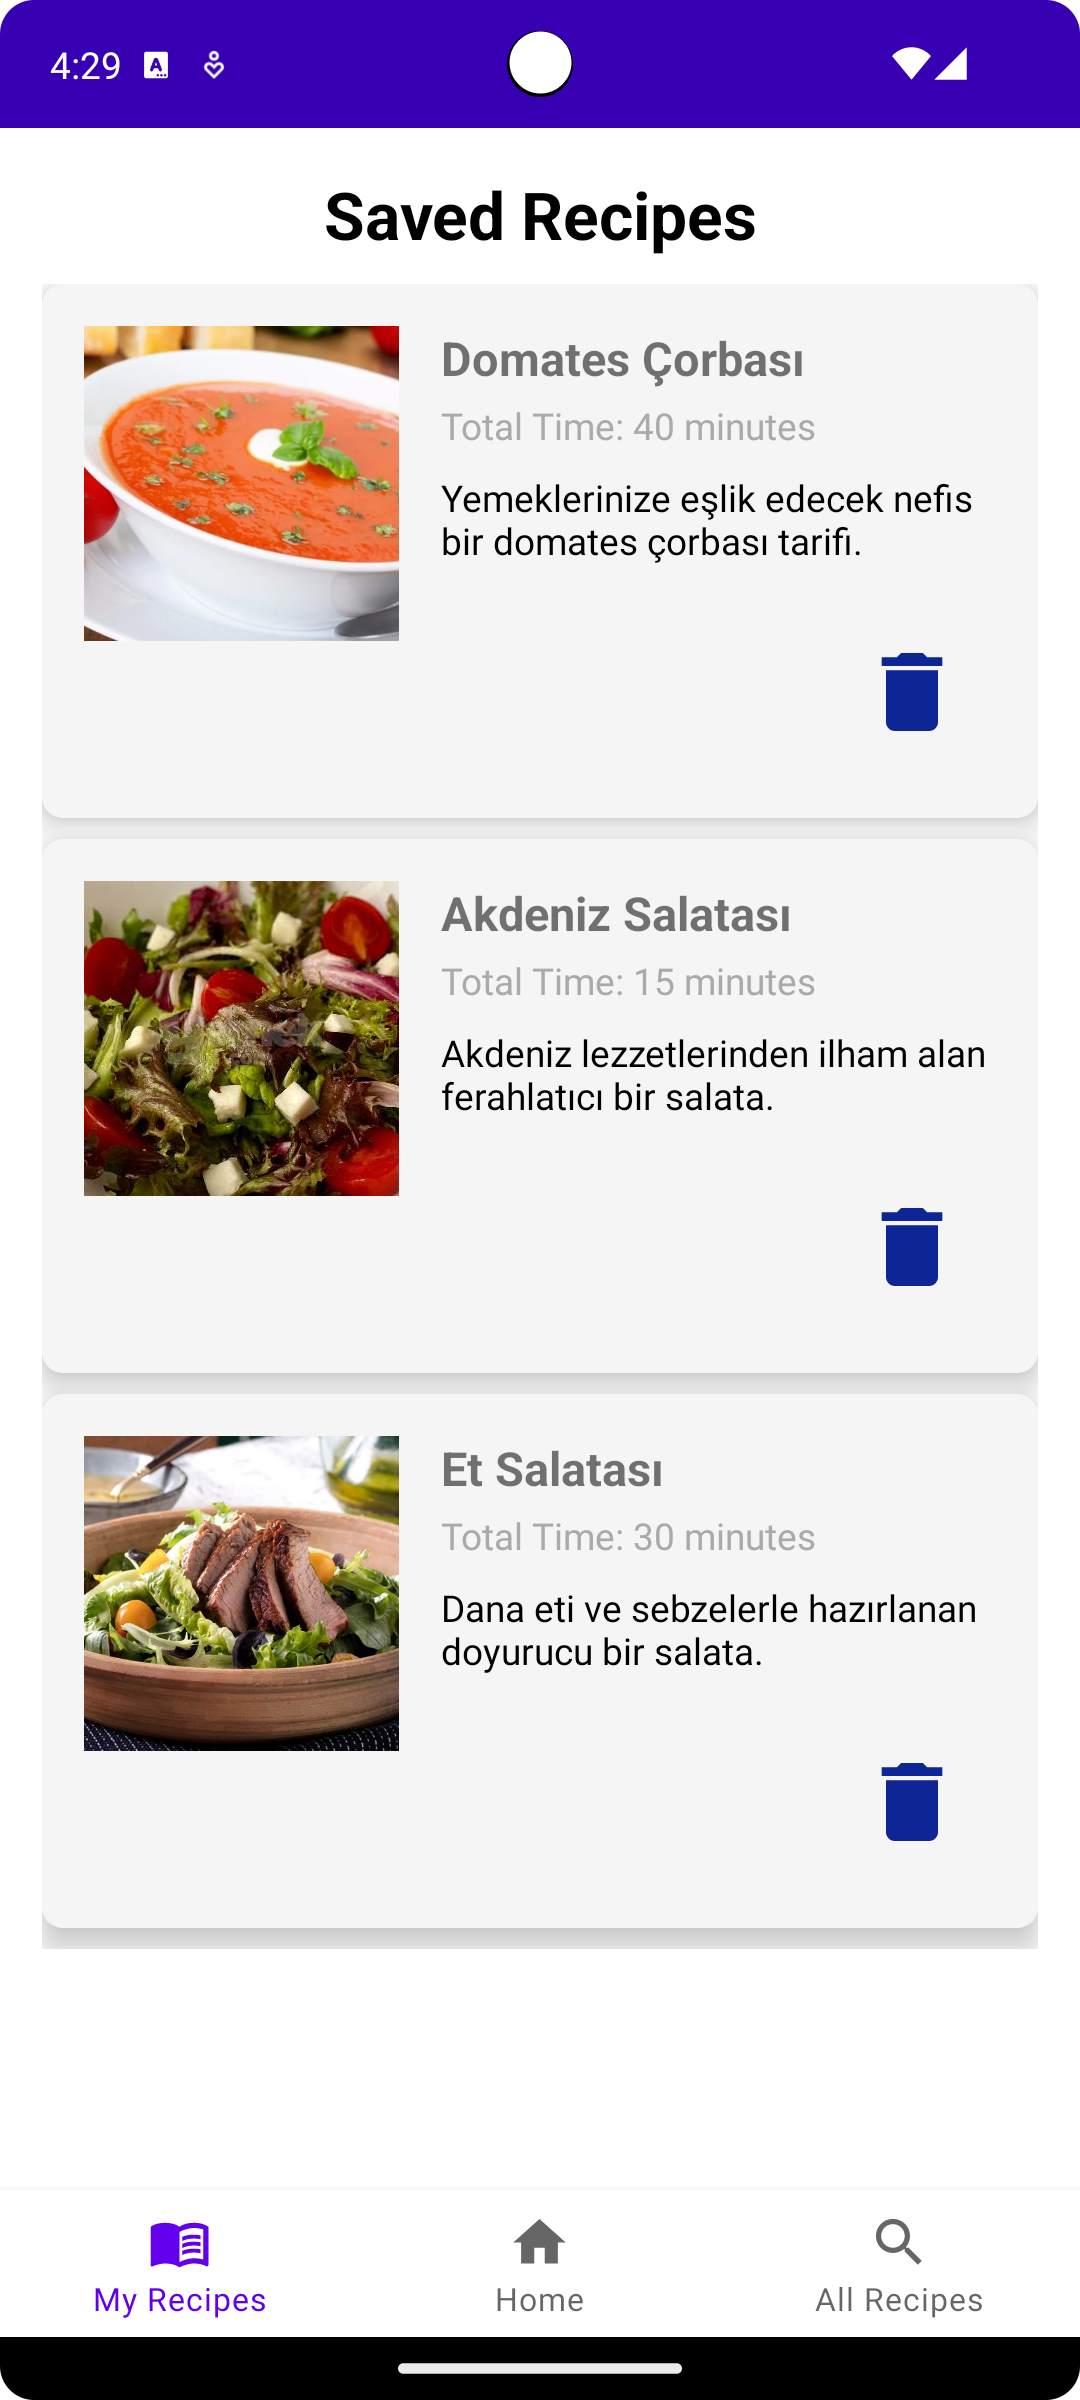 4:29
Saved Recipes
Domates Çorbası
Total Time: 40 minutes
Yemeklerinize eşlik edecek nefis
bir domates çorbası tarifi.
Akdeniz Salatası
Total Time: 15 minutes
Akdeniz lezzetlerinden ilham alan
ferahlatıcı bir salata.
Et Salatası
Total Time: 30 minutes
Dana eti ve sebzelerle hazırlanan
doyurucu bir salata.
My Recipes
Home
All Recipes